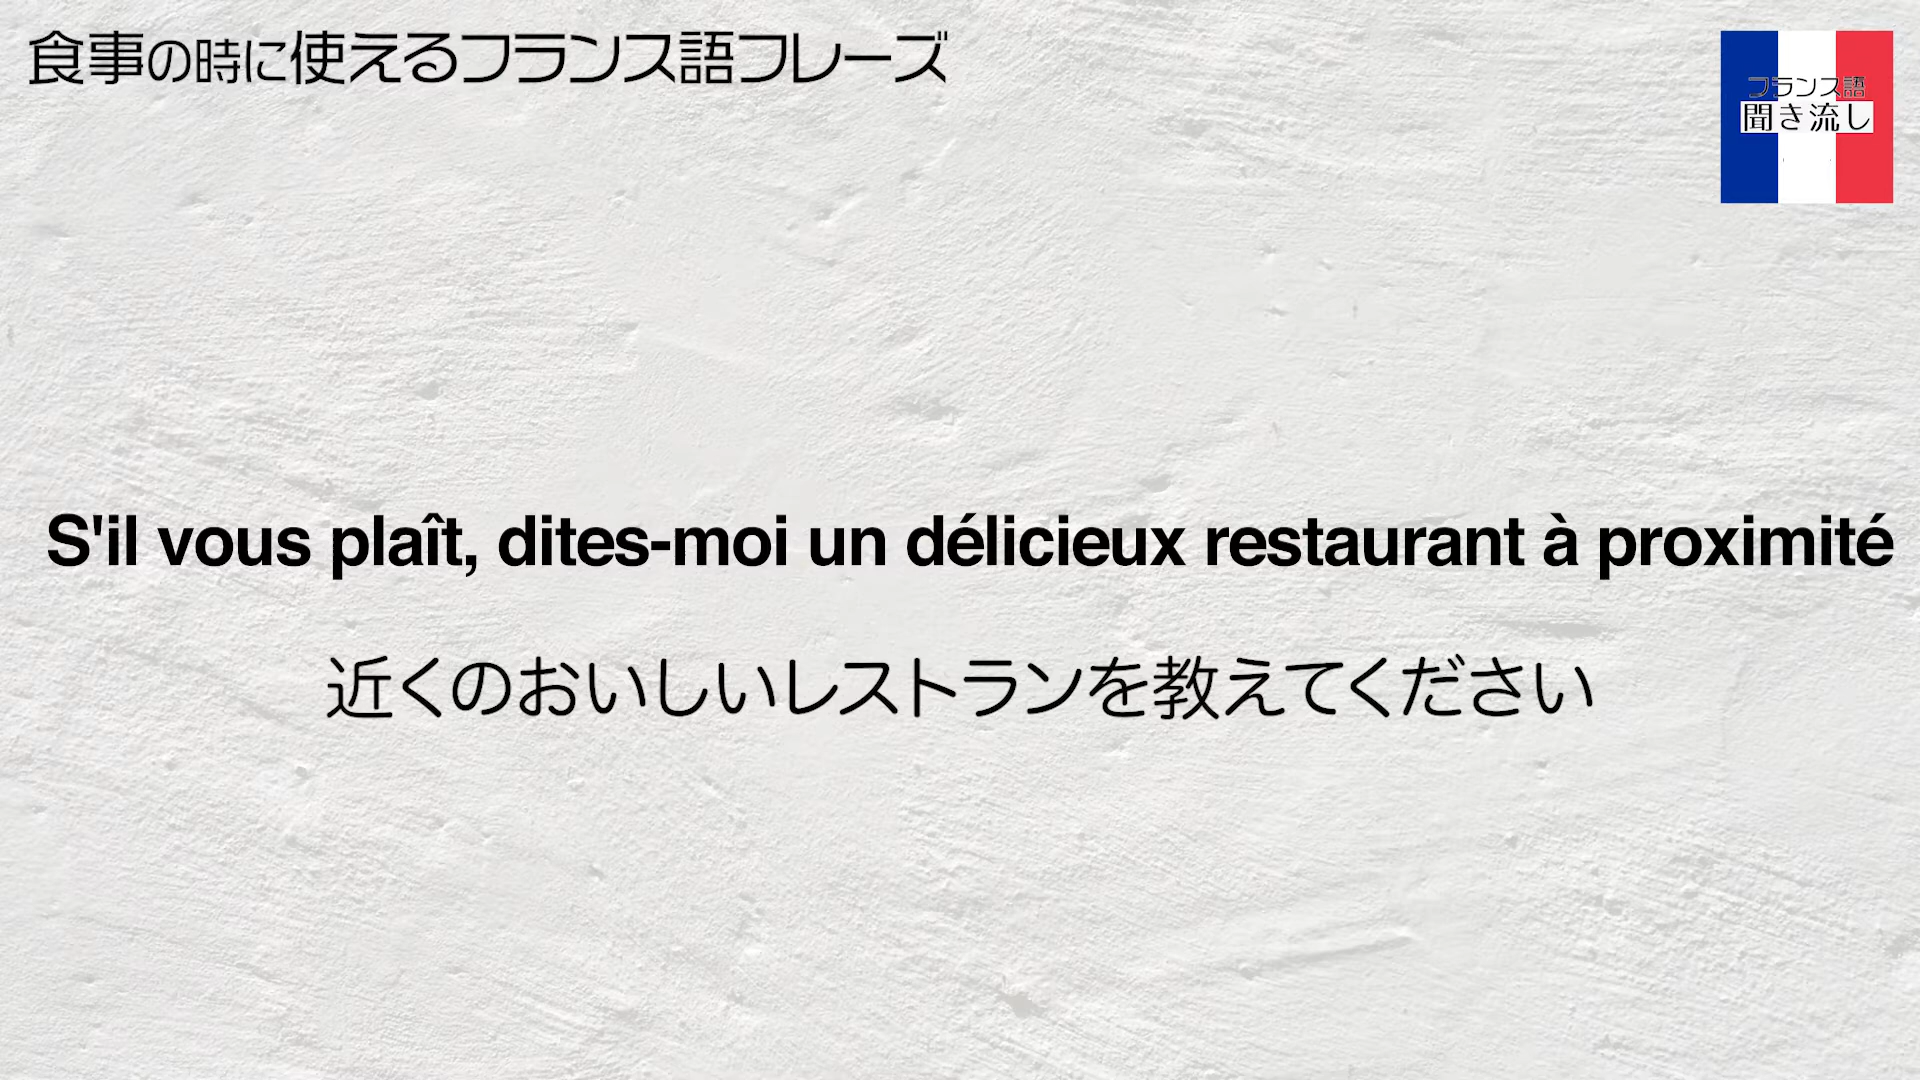 食事の時に使えるフランス語フレーズ
フランス語
聞き流し
S'il vous plaît, dites-moi un délicieux restaurant à proximité
近くのおいしいレストランを教えてください